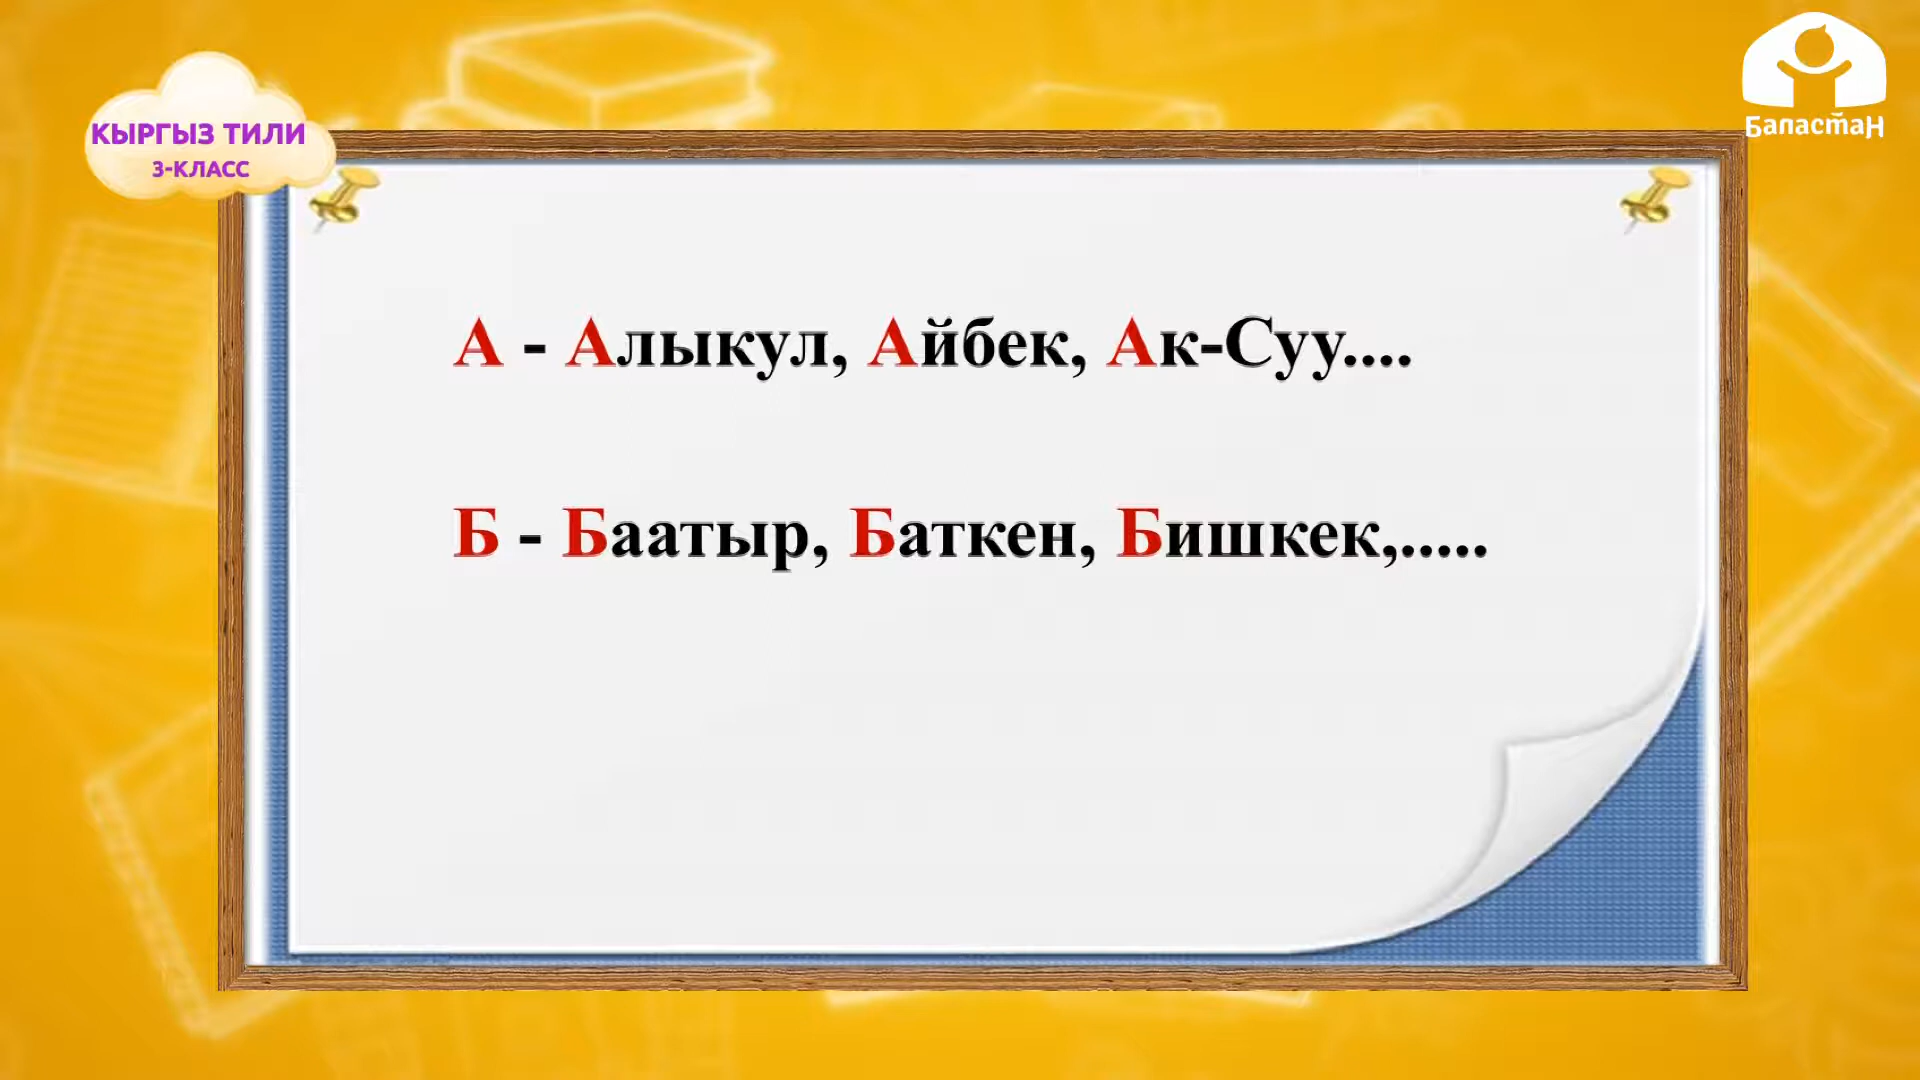 КЫРГЫЗ ТИЛИ
3-КЛАСС
Баластан
А - Алыкул, Айбек, Ак-Суу....
Б - Баатыр, Баткен, Бишкек,.....